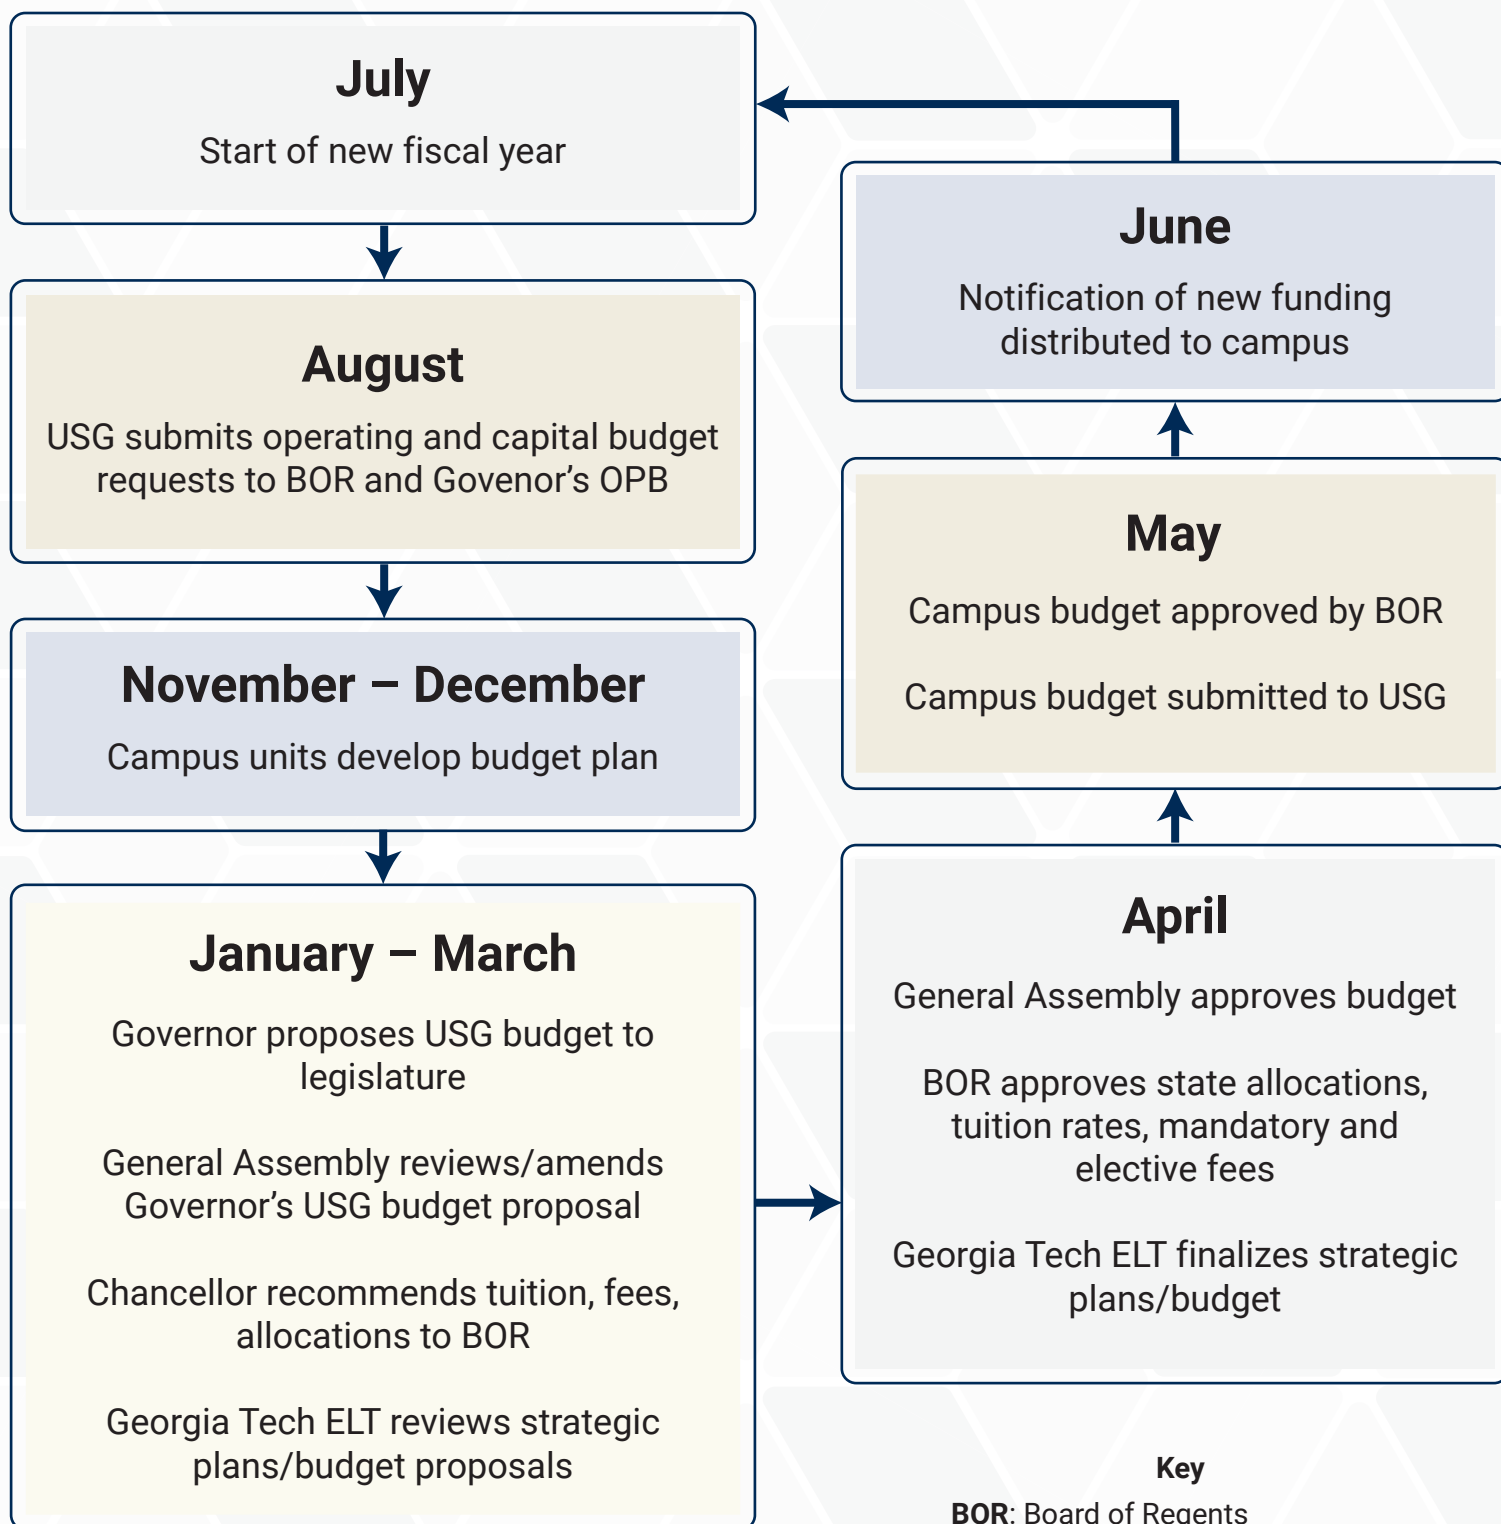 July
Start of new fiscal year
August
USG submits operating and capital budget
requests to BOR and Govenor’s OPB
November – December
Campus units develop budget plan
January – March
Governor proposes USG budget to
legislature
General Assembly reviews/amends
Governor’s USG budget proposal
Chancellor recommends tuition, fees,
allocations to BOR
Georgia Tech ELT reviews strategic
plans/budget proposals
April
General Assembly approves budget
BOR approves state allocations,
tuition rates, mandatory and
elective fees
Georgia Tech ELT finalizes strategic
plans/budget
May
Campus budget approved by BOR
Campus budget submitted to USG
June
Notification of new funding
distributed to campus
Key
BOR: Board of Regents